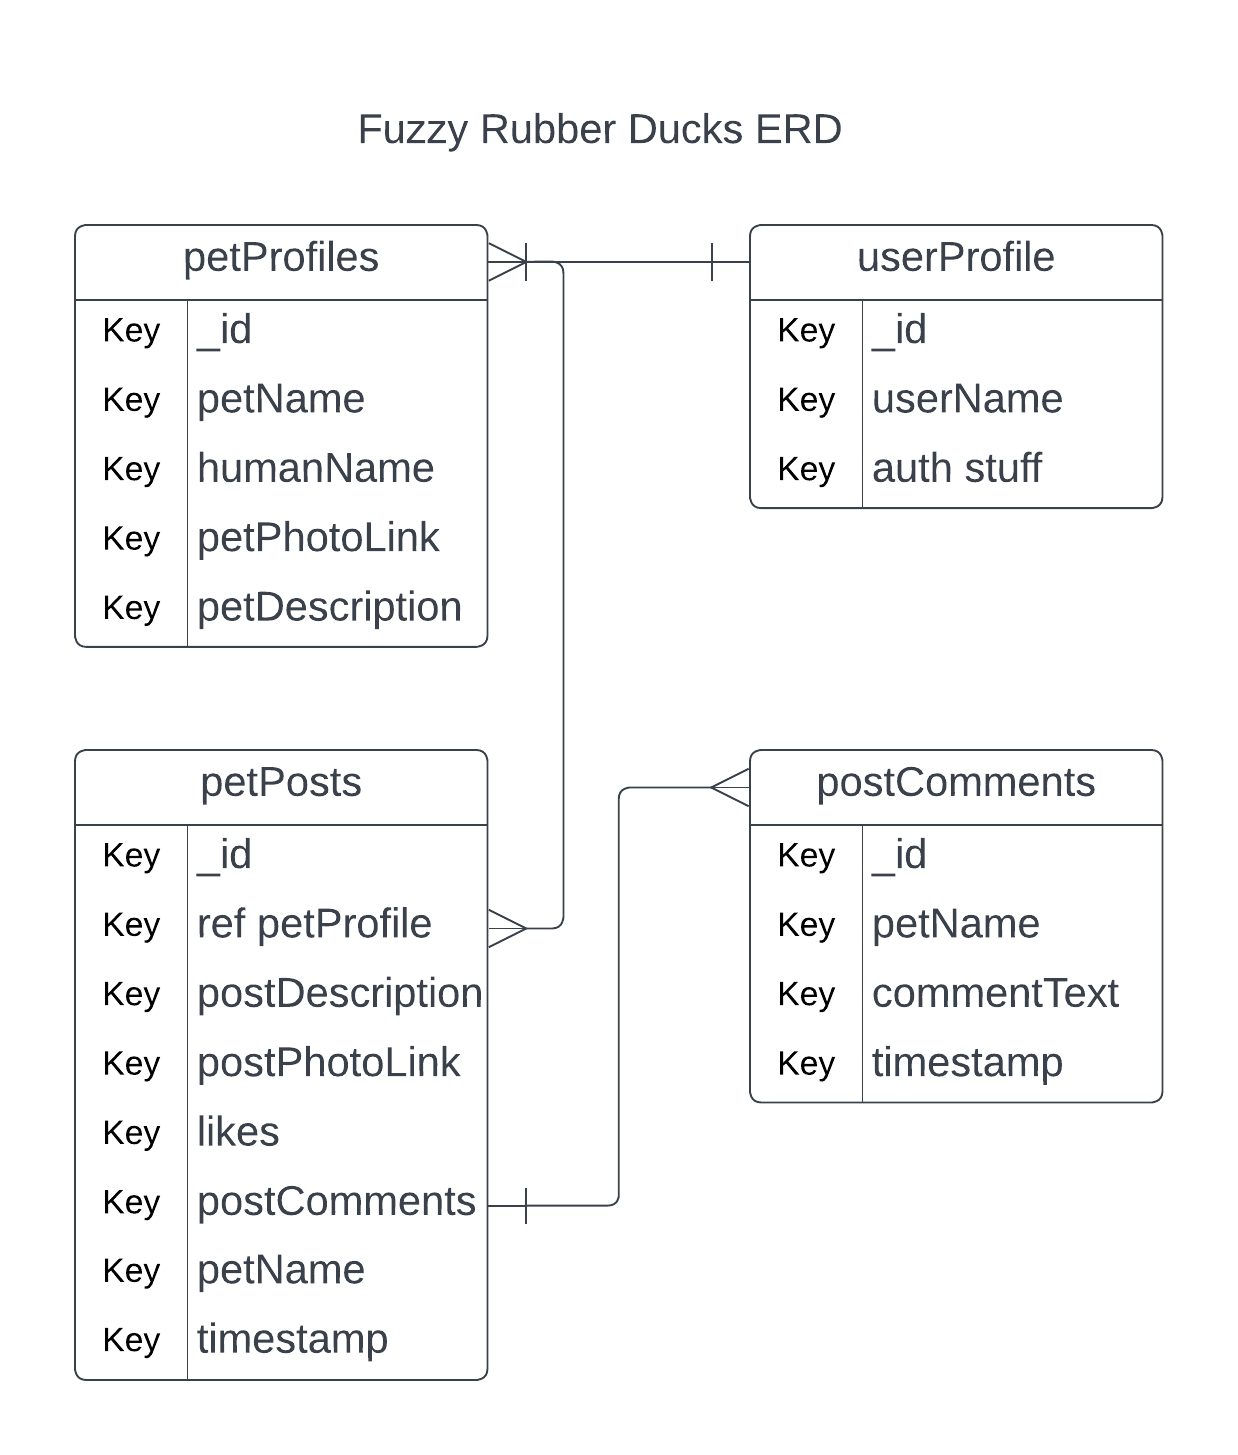 Fuzzy Rubber Ducks ERD
petProfiles
Key _id
Key petName
Key humanName
Key petPhotoLink
Key petDescription
userProfile
Key _id
Key userName
Key auth stuff
petPosts
Key _id
Key ref petProfile
Key postDescription
Key postPhotoLink
Key likes
Key postComments
Key petName
Key timestamp
postComments
Key _id
Key petName
Key commentText
Key timestamp